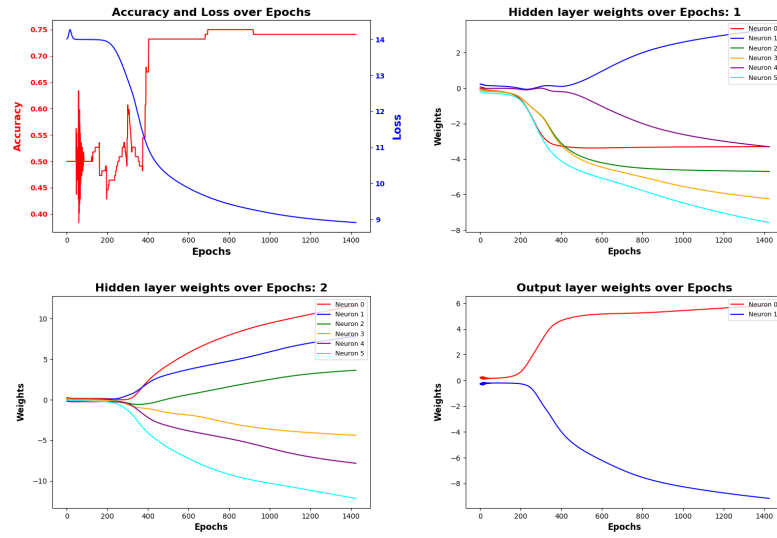 Accuracy and Loss over Epochs
0.75
0.70
0.65
0.60
0.55
0.50
0.45
0.40
Accuracy
14
13
12
11
10
9
Loss
0 200 400 600 800 1000 1200 1400
Epochs
Hidden layer weights over Epochs: 1
Neuron 0
Neuron 1
Neuron 2
Neuron 3
Neuron 4
Neuron 5
2
0
−2
−4
−6
−8
Weights
0 200 400 600 800 1000 1200 1400
Epochs
Hidden layer weights over Epochs: 2
Neuron 0
Neuron 1
Neuron 2
Neuron 3
Neuron 4
Neuron 5
10
5
0
−5
−10
Weights
0 200 400 600 800 1000 1200 1400
Epochs
Output layer weights over Epochs
Neuron 0
Neuron 1
6
4
2
0
−2
−4
−6
−8
Weights
0 200 400 600 800 1000 1200 1400
Epochs